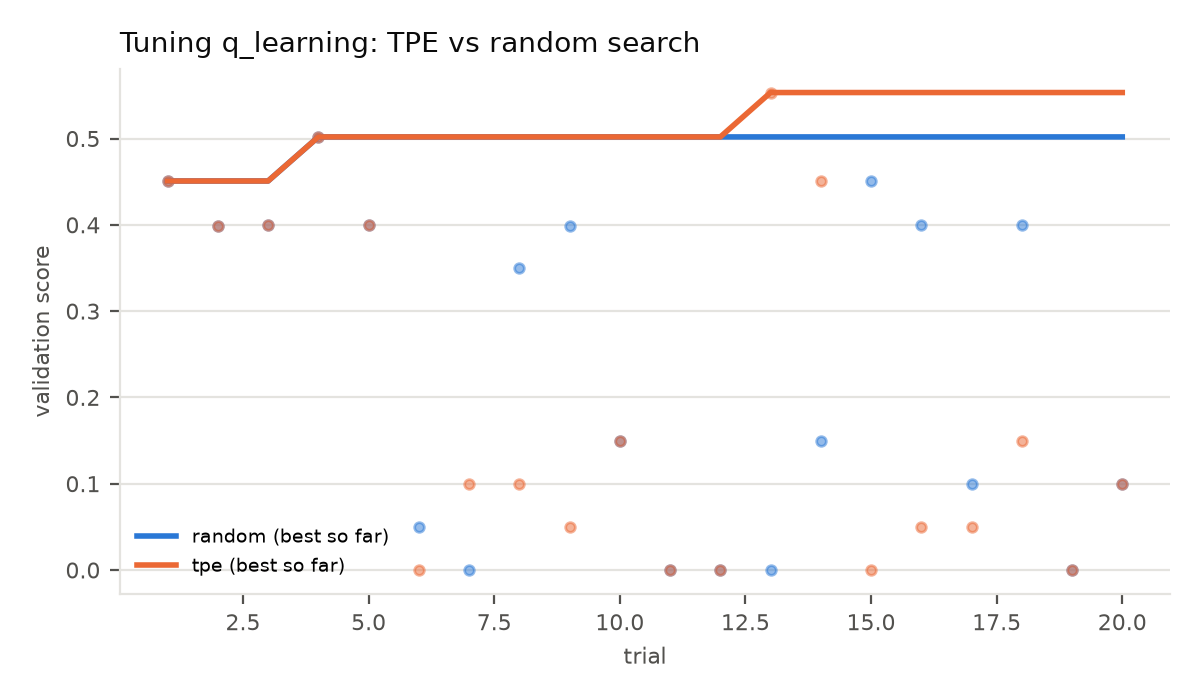 Tuning q_learning: TPE vs random search
validation score
0.5
0.4
0.3
0.2
0.1
0.0
random (best so far)
tpe (best so far)
2.5 5.0 7.5 10.0 12.5 15.0 17.5 20.0
trial